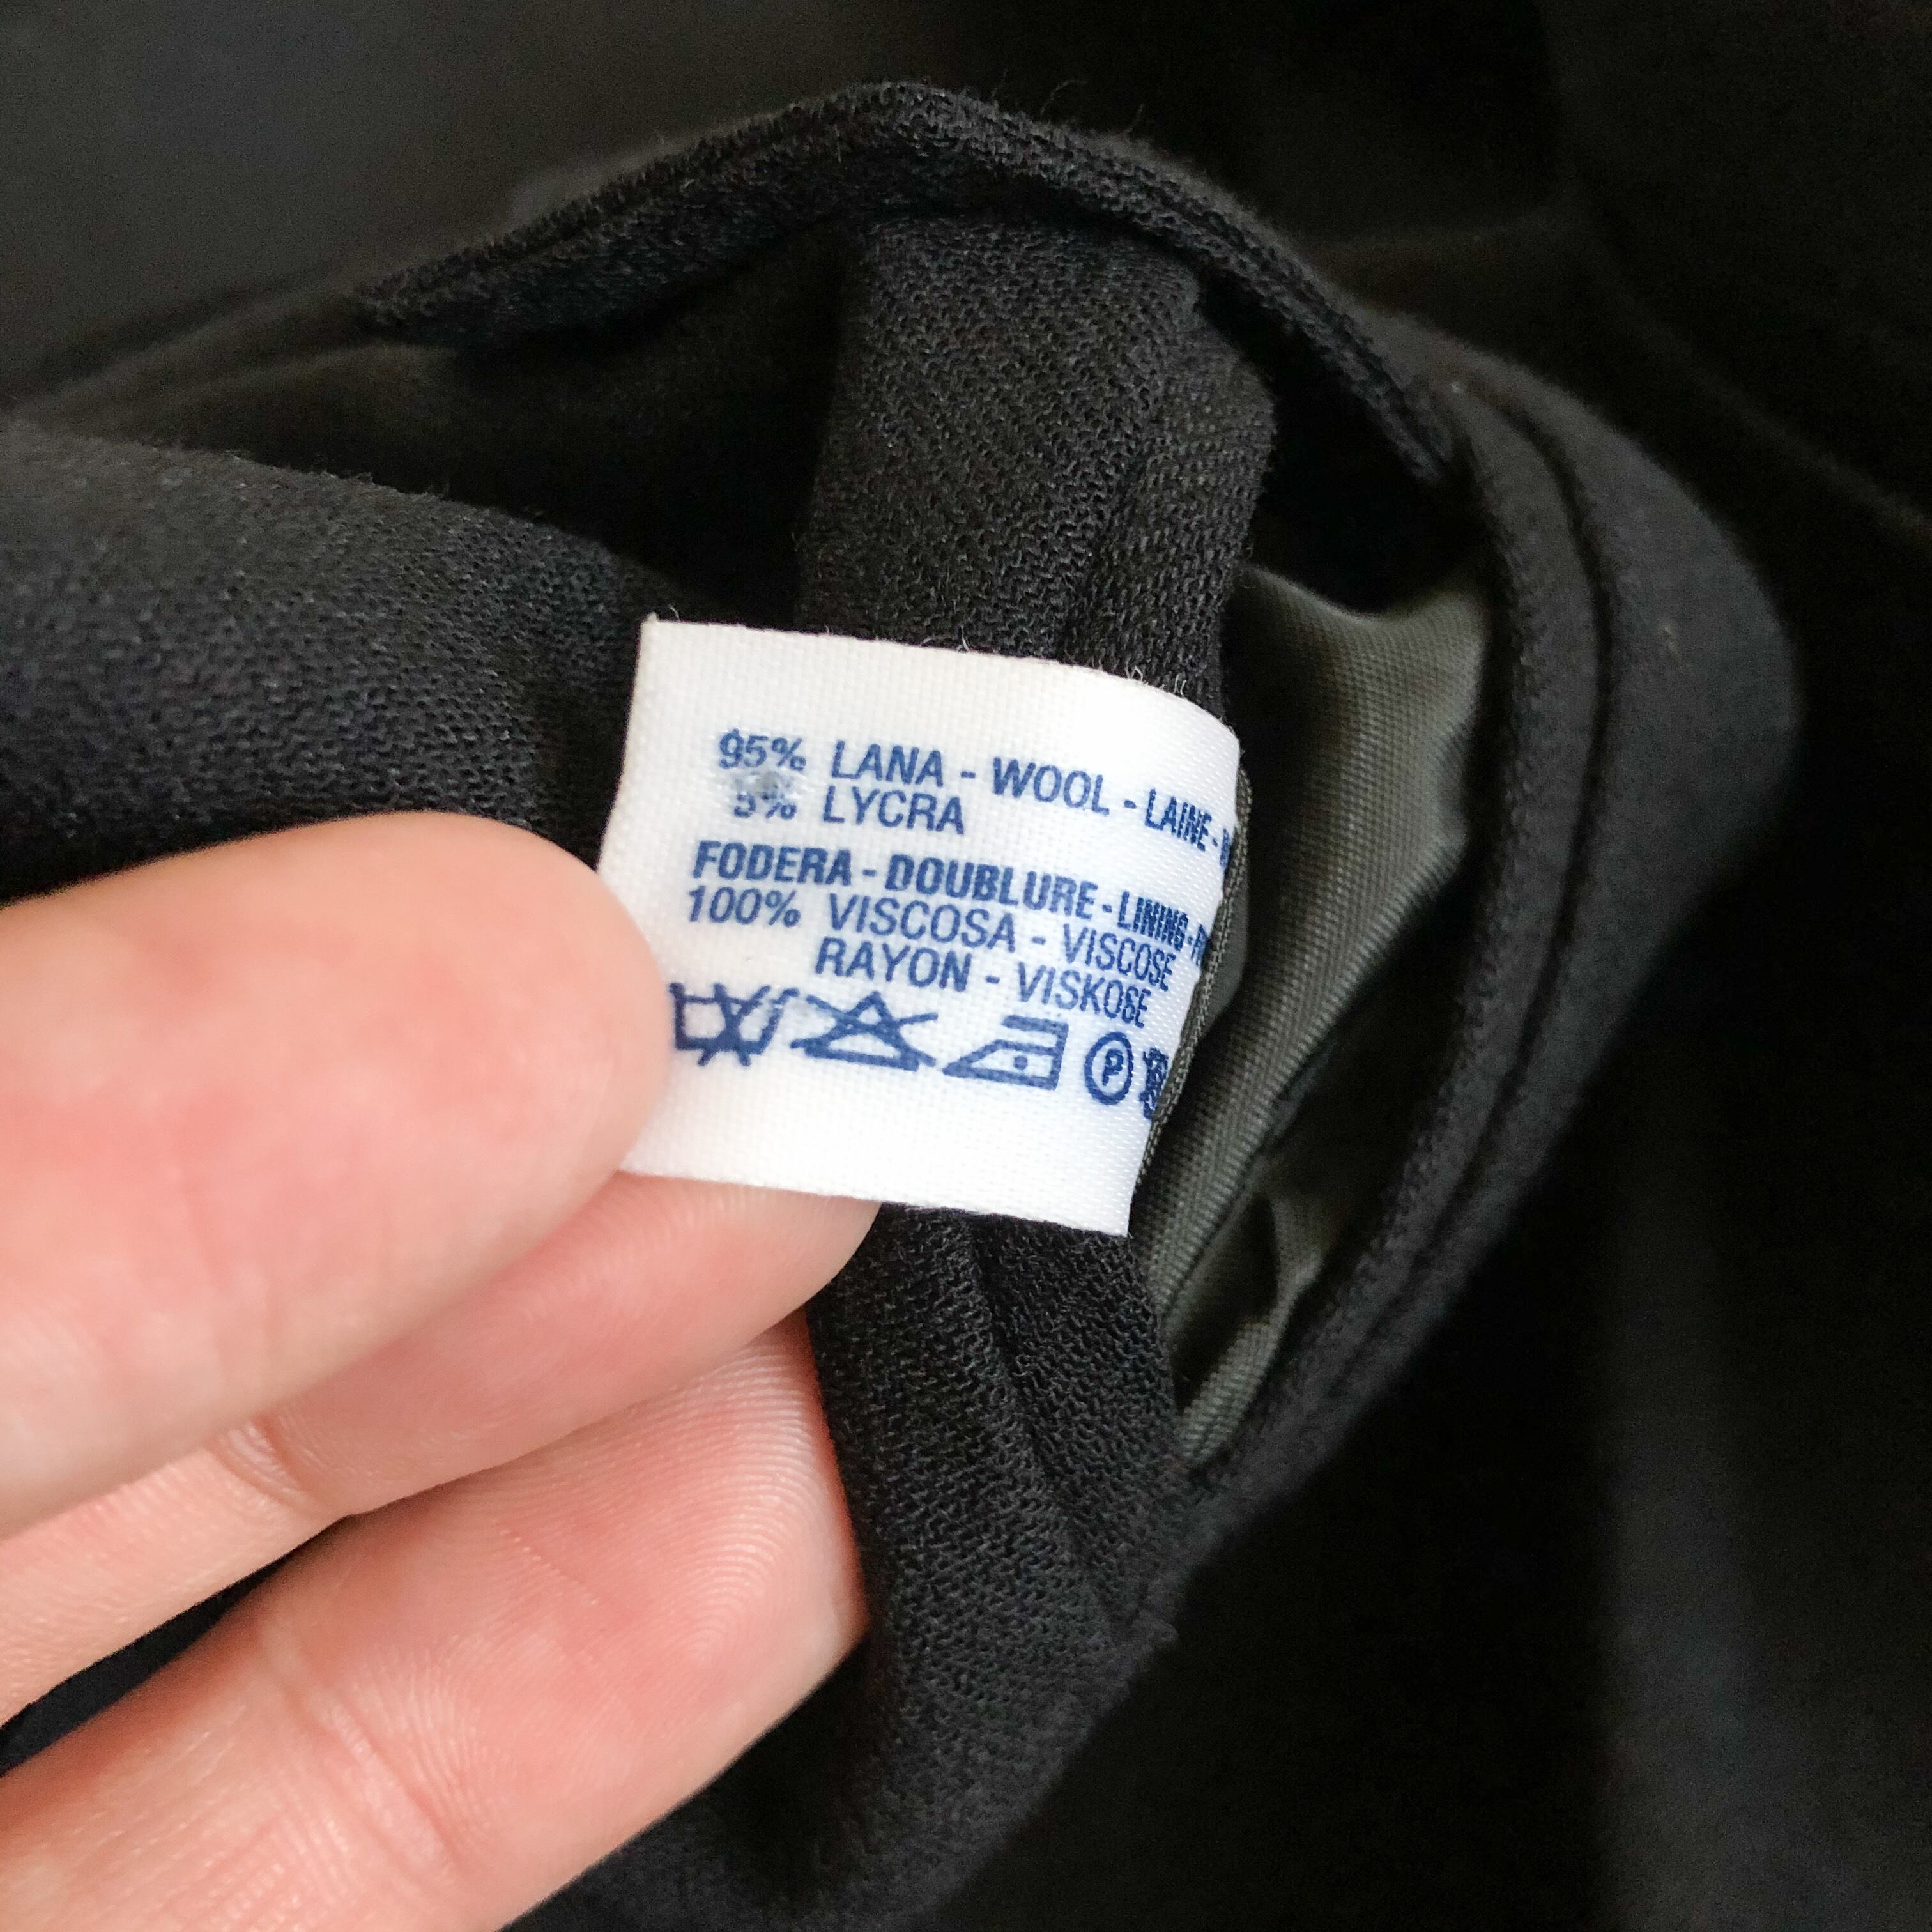 95% LANA - WOOL - LAINE -
5% LYCRA
FODERA - DOUBLURE - LINING -
100% VISCOSA - VISCOSE
RAYON - VISKOSE
P